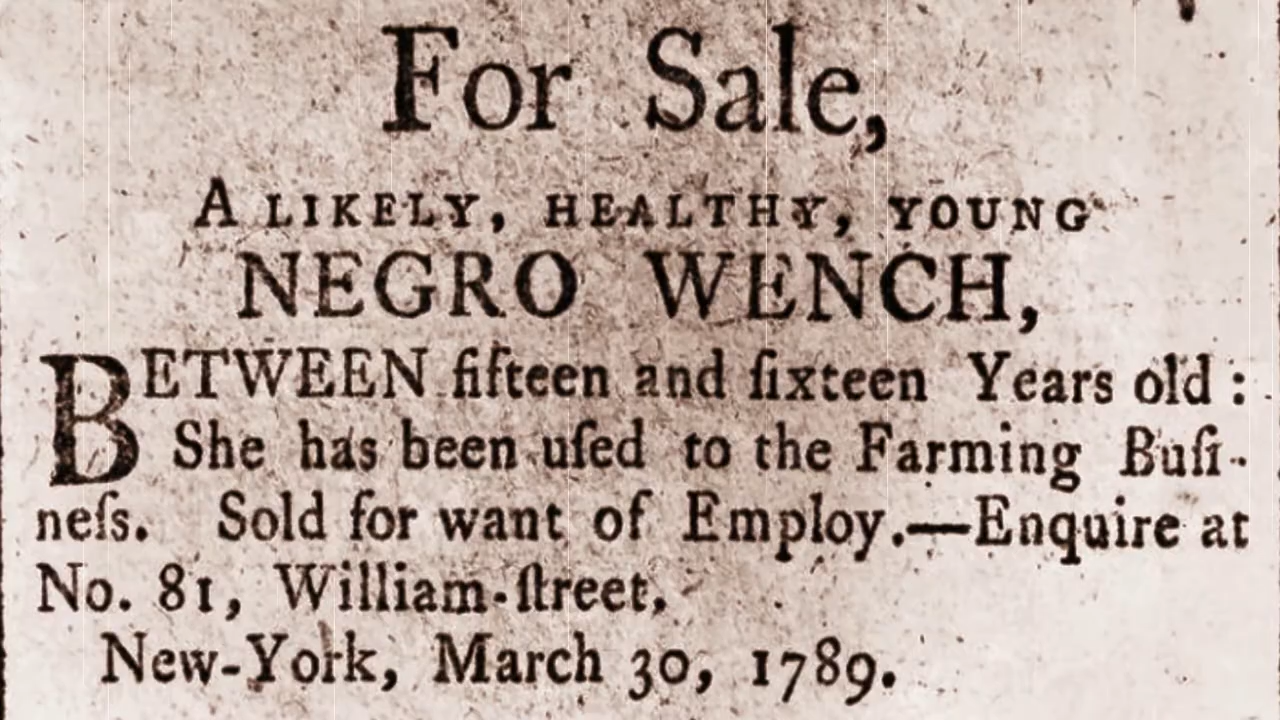 For Sale,
A LIKELY, HEALTHY, YOUNG
NEGRO WENCH,
BETWEEN fifteen and ſixteen Years old :
She has been uſed to the Farming Buſi-
neſs. Sold for want of Employ.—Enquire at
No. 81, William-ſtreet,
New-York, March 30, 1789.